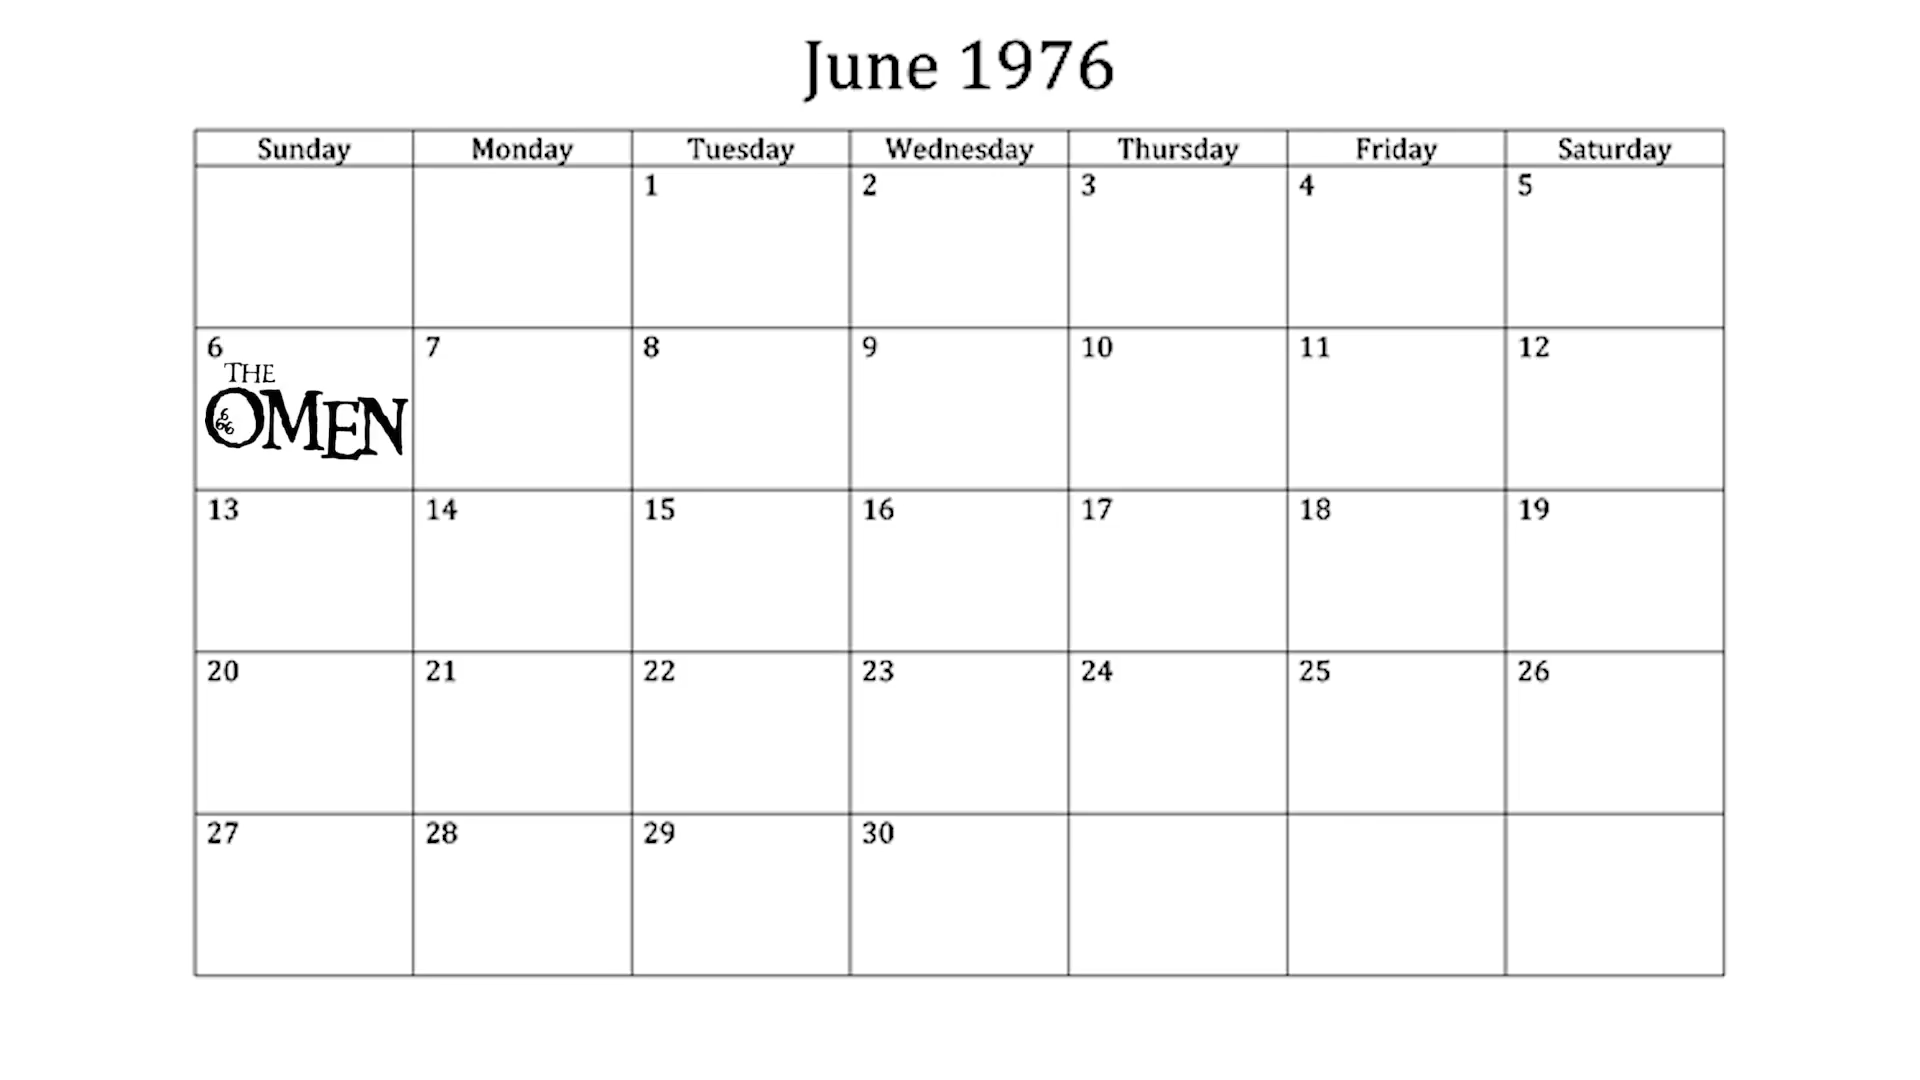 June 1976
Sunday Monday Tuesday Wednesday Thursday Friday Saturday
1 2 3 4 5
6 7 8 9 10 11 12
THE
OMEN
666
13 14 15 16 17 18 19
20 21 22 23 24 25 26
27 28 29 30